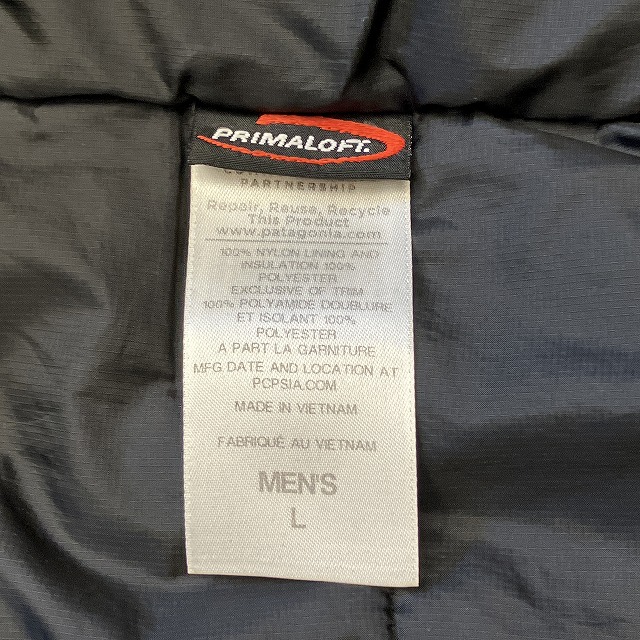 PRIMALOFT.
PARTNERSHIP
Repair, Reuse, Recycle
This Product
www.patagonia.com
100% NYLON LINING AND
INSULATION 100%
POLYESTER
EXCLUSIVE OF TRIM
100% POLYAMIDE DOUBLURE
ET ISOLANT 100%
POLYESTER
A PART LA GARNITURE
MFG DATE AND LOCATION AT
PCPSIA.COM
MADE IN VIETNAM
FABRIQUÉ AU VIETNAM
MEN'S
L